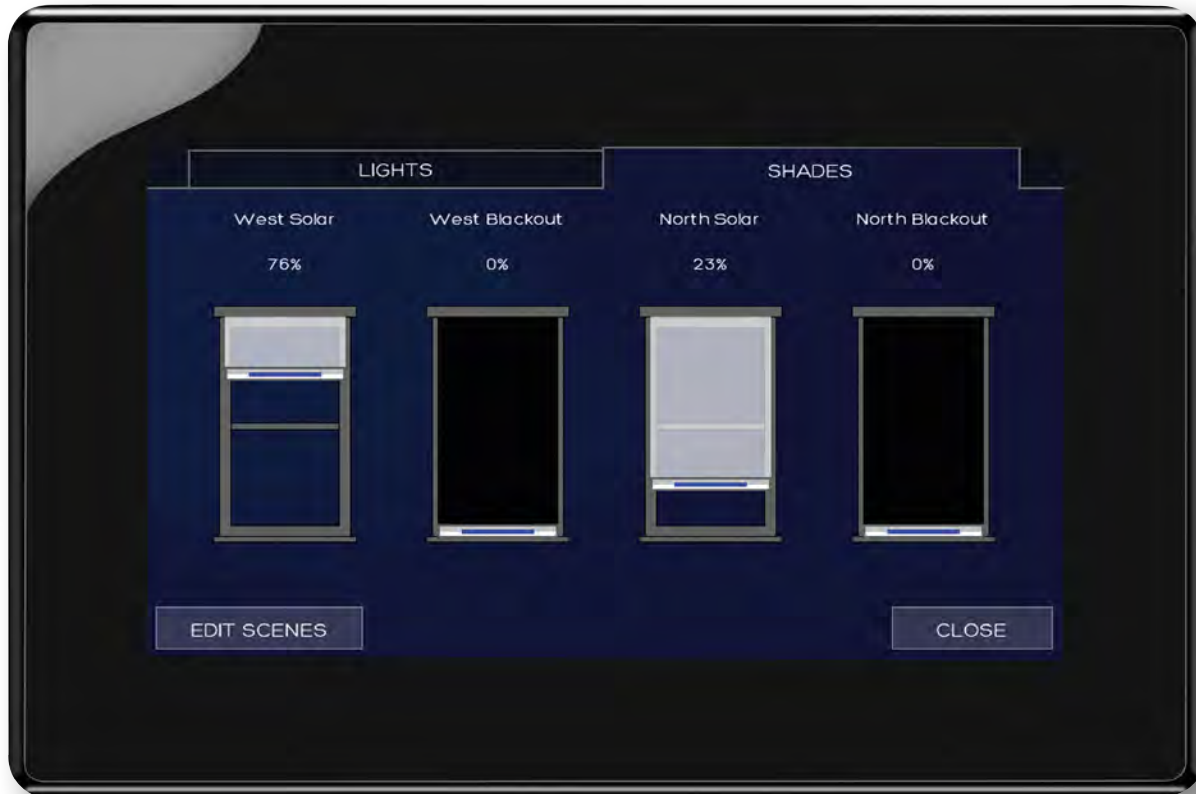 LIGHTS SHADES
West Solar West Blackout North Solar North Blackout
76% 0% 23% 0%
EDIT SCENES CLOSE